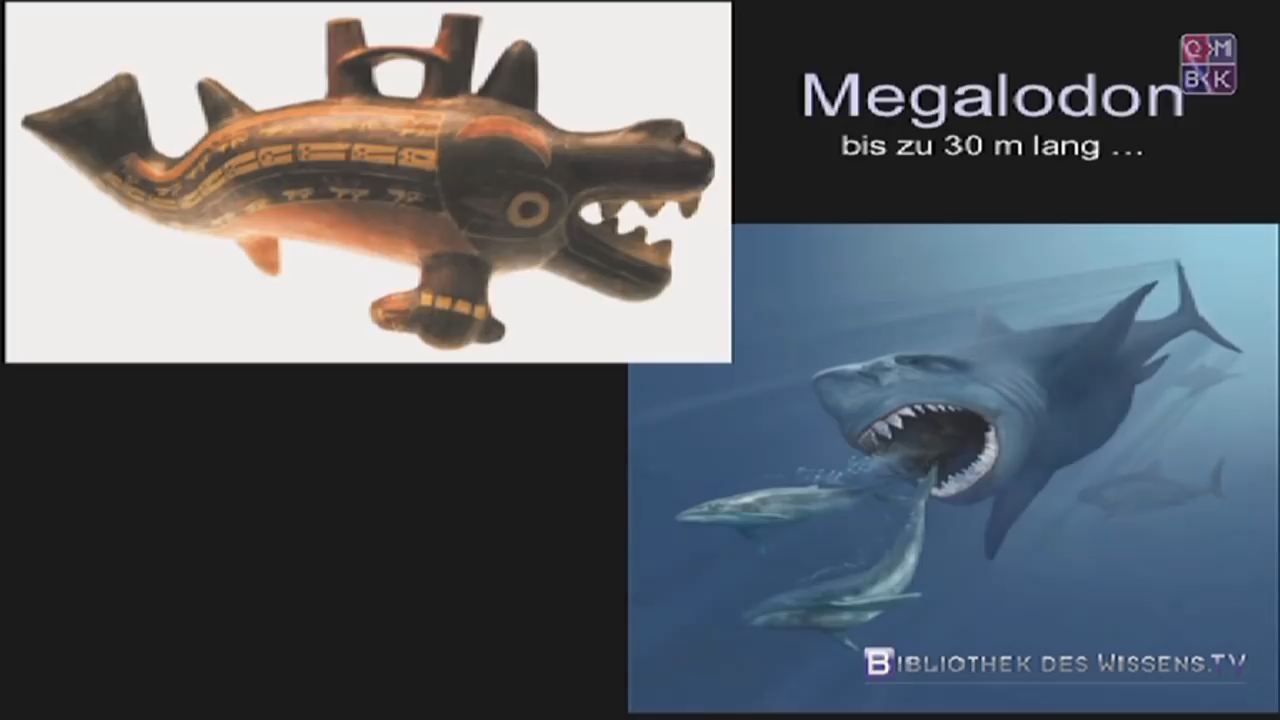 Megalodon
bis zu 30 m lang ...
Q M
B K
BIBLIOTHEK DES WISSENS.TV